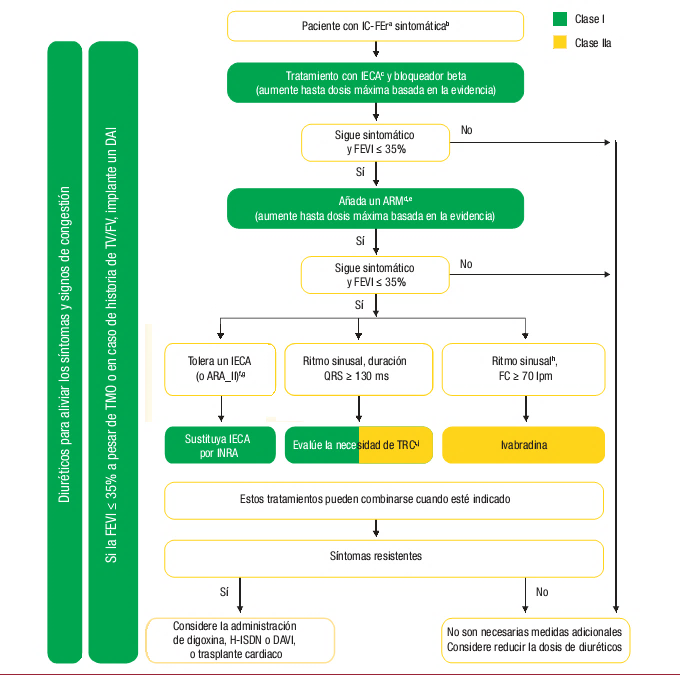 Paciente con IC-FErᵃ sintomáticaᵇ
Clase I
Clase IIa
Diuréticos para aliviar los síntomas y signos de congestión
Si la FEVI ≤ 35% a pesar de TMO o en caso de historia de TV/FV, implante un DAI
Tratamiento con IECAᶜ y bloqueador beta
(aumente hasta dosis máxima basada en la evidencia)
Sigue sintomático
y FEVI ≤ 35%
No
Sí
Añada un ARMᵈ,ᵉ
(aumente hasta dosis máxima basada en la evidencia)
Sí
Sigue sintomático
y FEVI ≤ 35%
No
Sí
Tolera un IECA
(o ARA_II)ᶠ,ᵍ
Ritmo sinusal, duración
QRS ≥ 130 ms
Ritmo sinusalʰ,
FC ≥ 70 lpm
Sustituya IECA
por INRA
Evalúe la necesidad de TRCⁱʲ
Ivabradina
Estos tratamientos pueden combinarse cuando esté indicado
Síntomas resistentes
Sí
No
Considere la administración
de digoxina, H-ISDN o DAVI,
o trasplante cardiaco
No son necesarias medidas adicionales
Considere reducir la dosis de diuréticos